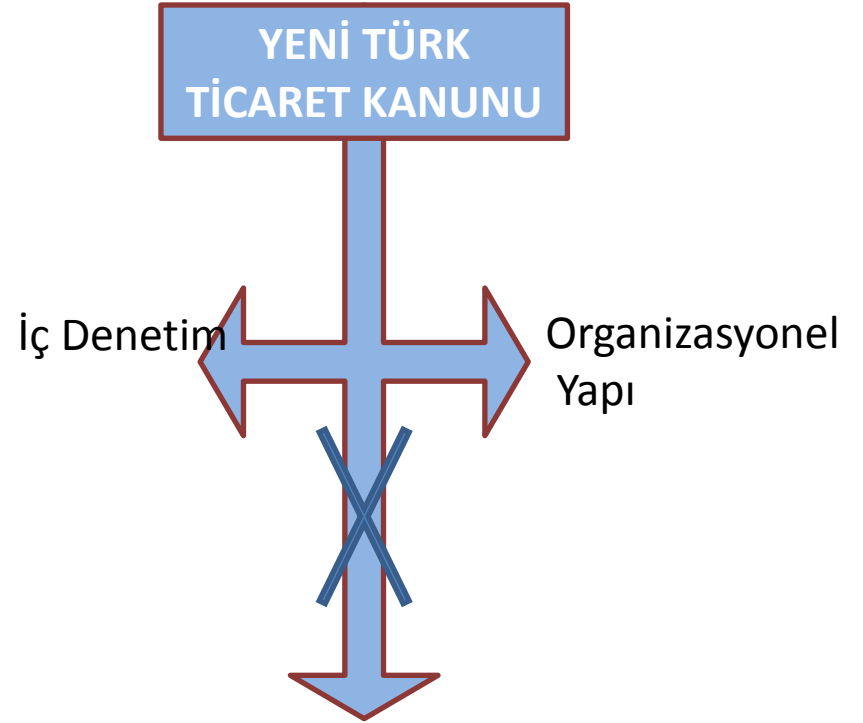 YENİ TÜRK
TİCARET KANUNU
İç Denetim
Organizasyonel
Yapı